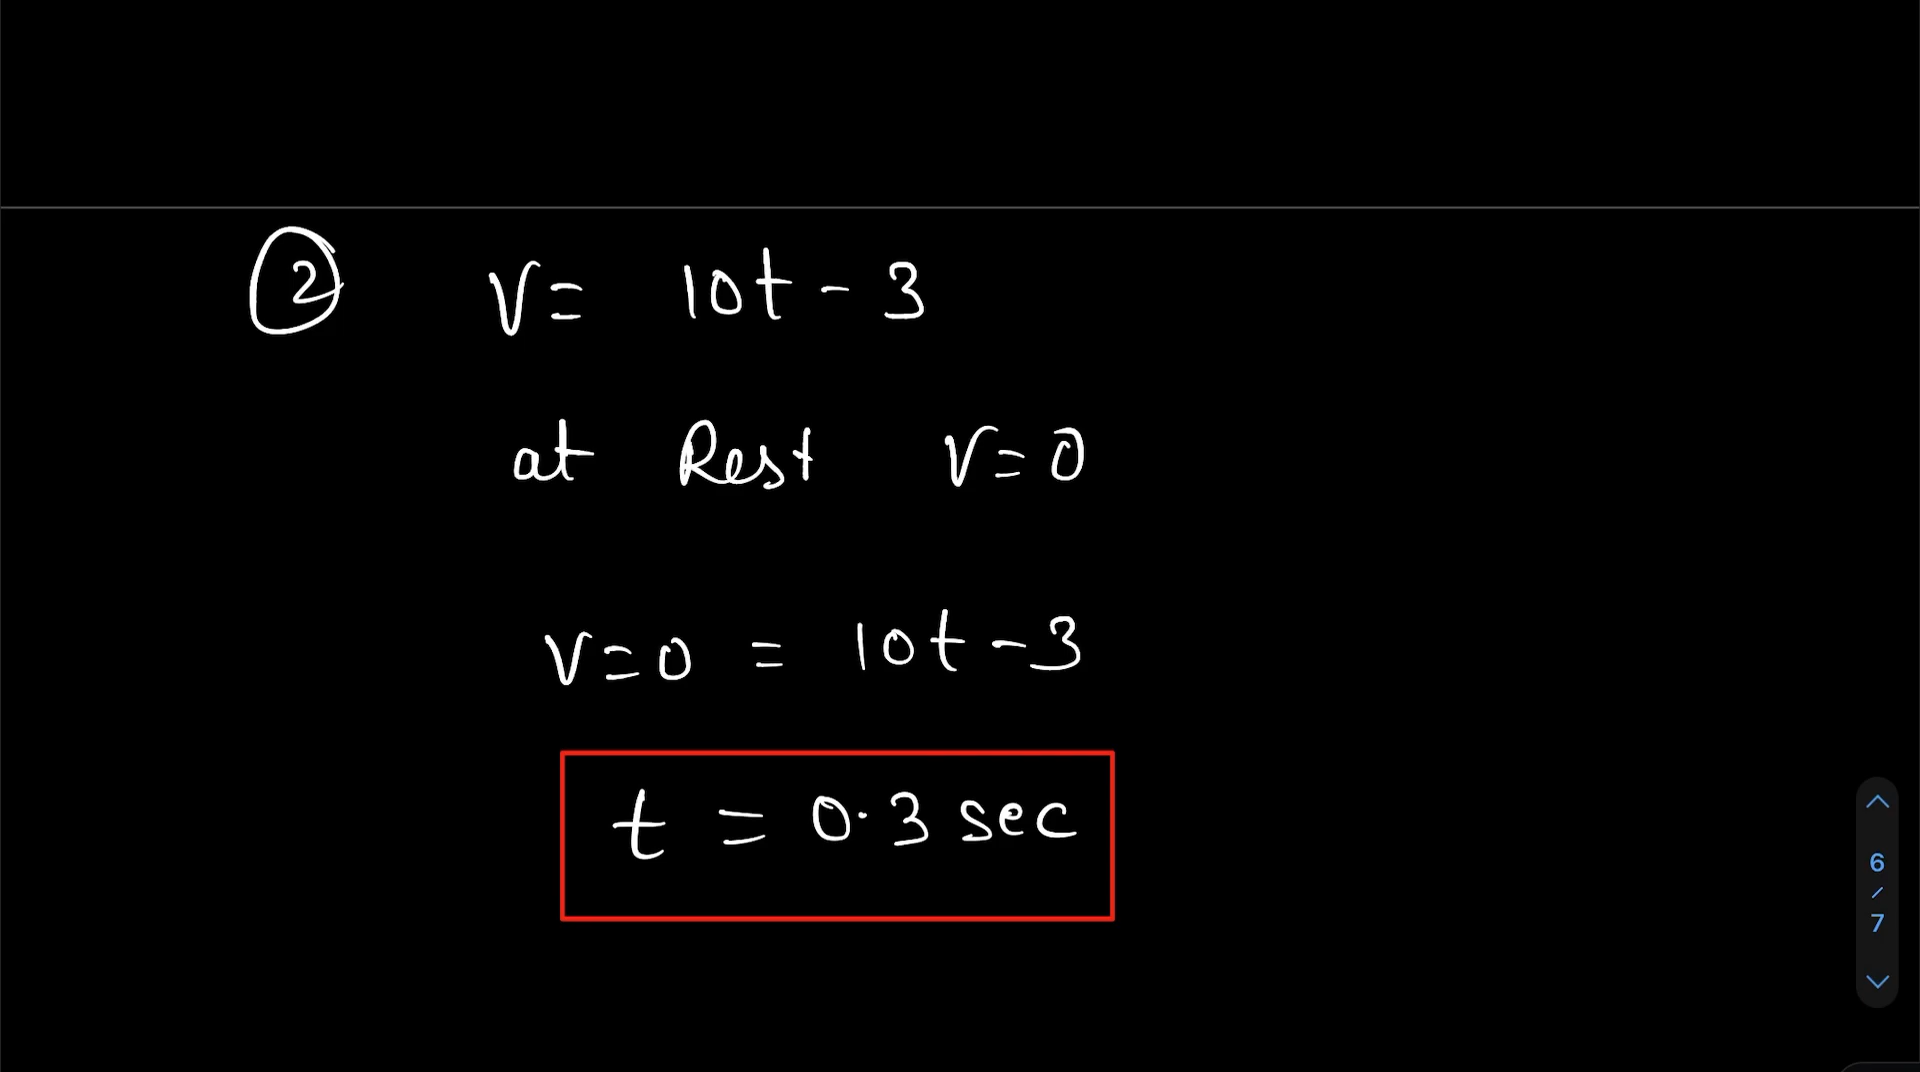 2 V= 10t - 3
at Rest V=0
V=0 = 10t-3
t = 0.3 sec
6
/
7